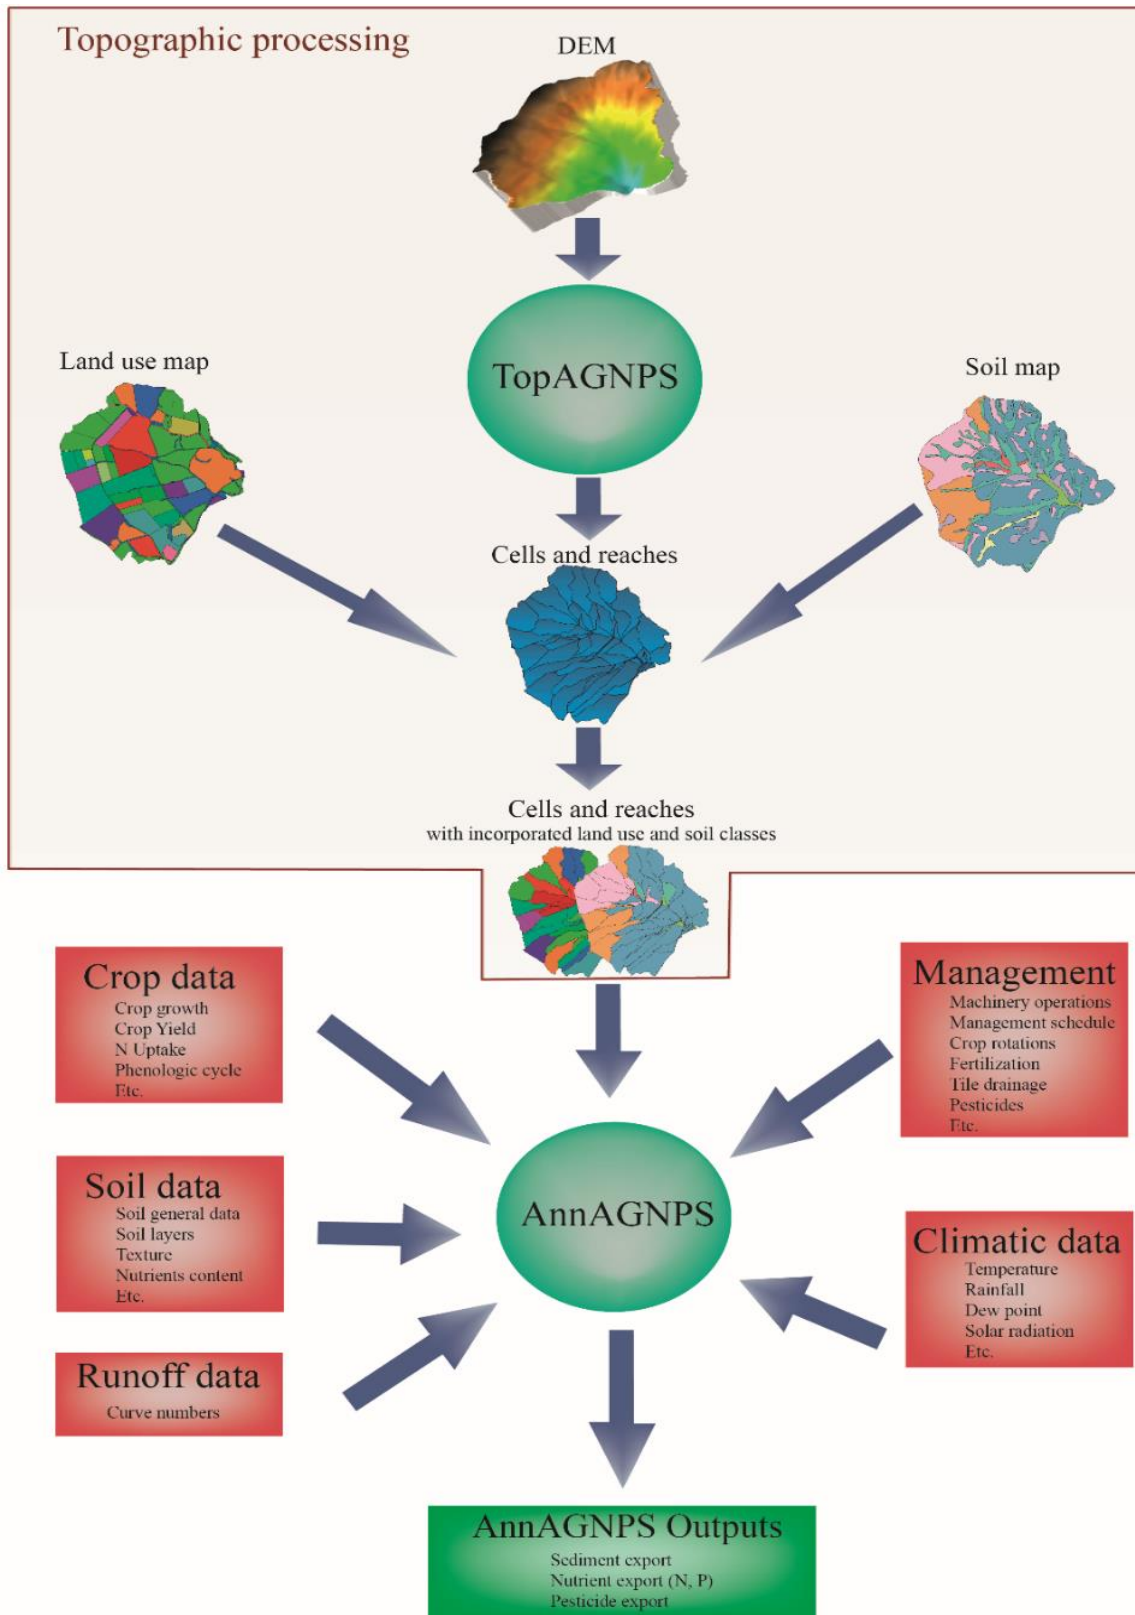 Topographic processing
DEM
TopAGNPS
Land use map
Soil map
Cells and reaches
Cells and reaches
with incorporated land use and soil classes
Crop data
Crop growth
Crop Yield
N Uptake
Phenologic cycle
Etc.
Management
Machinery operations
Management schedule
Crop rotations
Fertilization
Tile drainage
Pesticides
Etc.
Soil data
Soil general data
Soil layers
Texture
Nutrients content
Etc.
AnnAGNPS
Climatic data
Temperature
Rainfall
Dew point
Solar radiation
Etc.
Runoff data
Curve numbers
AnnAGNPS Outputs
Sediment export
Nutrient export (N, P)
Pesticide export